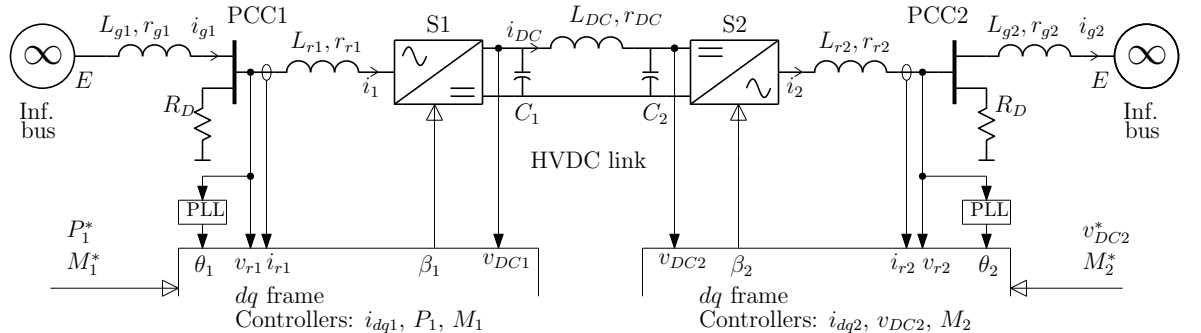 PCC1
L_{g1}, r_{g1}
i_{g1}
E
Inf.
bus
R_D
L_{r1}, r_{r1}
i_1
S1
i_{DC}
L_{DC}, r_{DC}
C_1
C_2
HVDC link
S2
i_2
L_{r2}, r_{r2}
PCC2
L_{g2}, r_{g2}
i_{g2}
E
Inf.
bus
R_D
PLL
PLL
P_1^*
M_1^*
θ_1
v_{r1}
i_{r1}
β_1
v_{DC1}
dq frame
Controllers: i_{dq1}, P_1, M_1
v_{DC2}
β_2
i_{r2}
v_{r2}
θ_2
dq frame
Controllers: i_{dq2}, v_{DC2}, M_2
v_{DC2}^*
M_2^*